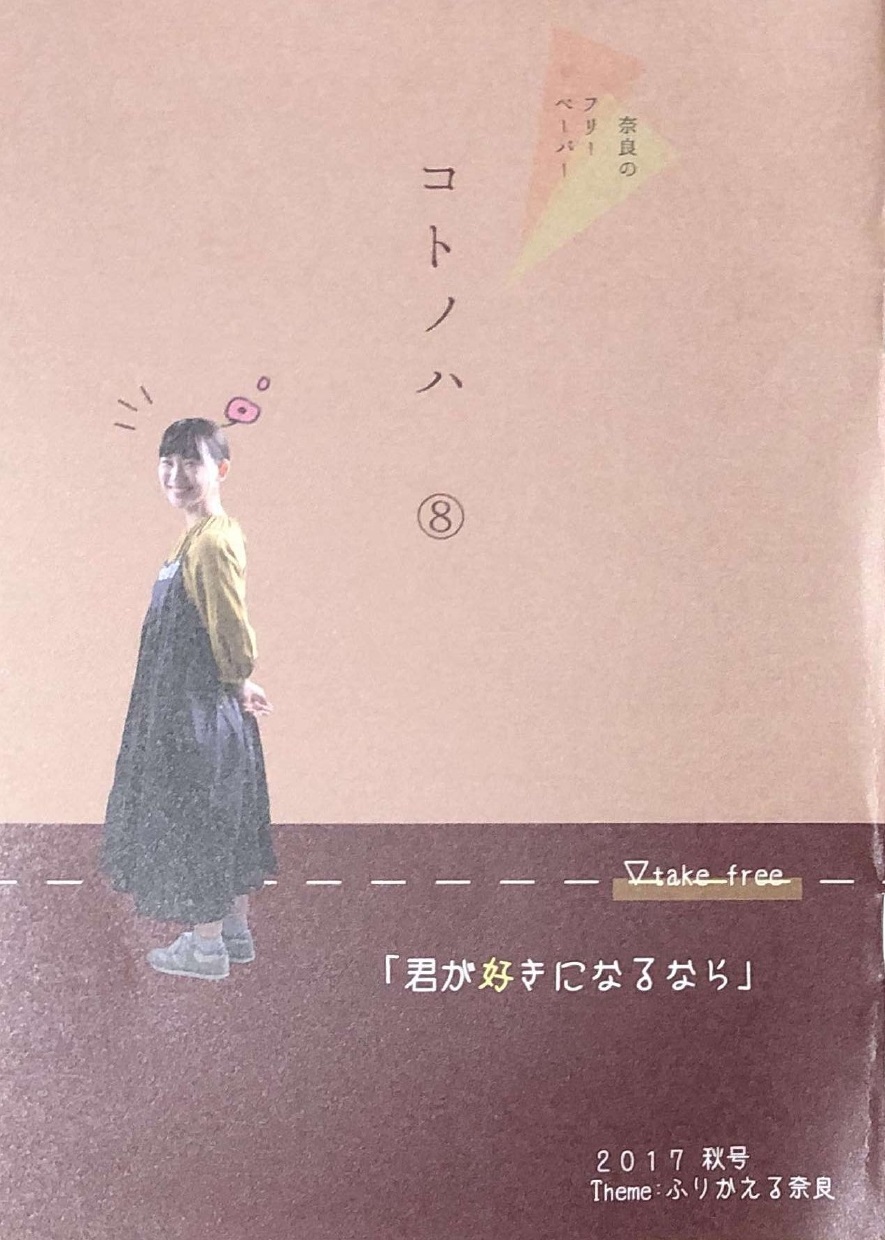 奈良の
フリー
ペーパー
コトノハ ⑧
▽take free
「君が好きになるなら」
2017 秋号
Theme:ふりかえる奈良